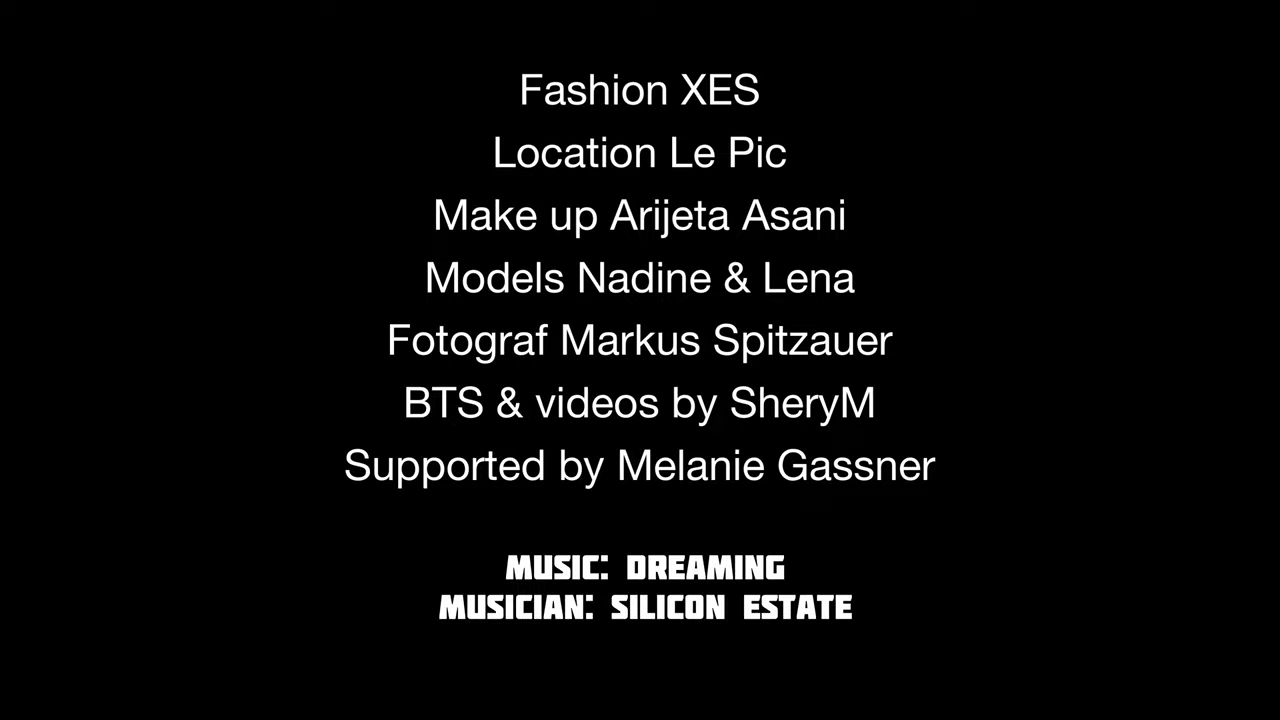 Fashion XES
Location Le Pic
Make up Arijeta Asani
Models Nadine & Lena
Fotograf Markus Spitzauer
BTS & videos by SheryM
Supported by Melanie Gassner
MUSIC: DREAMING
MUSICIAN: SILICON ESTATE